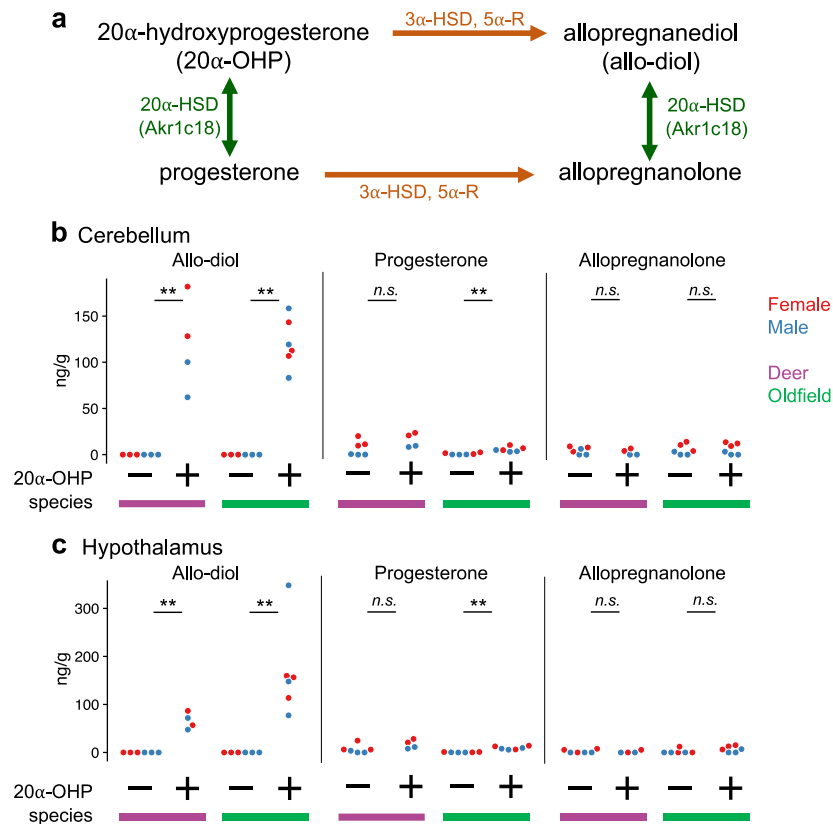 a
20α-hydroxyprogesterone
(20α-OHP)
3α-HSD, 5α-R
allopregnanediol
(allo-diol)
20α-HSD
(Akr1c18)
20α-HSD
(Akr1c18)
progesterone
3α-HSD, 5α-R
allopregnanolone
b Cerebellum
Allo-diol
Progesterone
Allopregnanolone
** ** n.s. ** n.s. n.s.
Female
Male
Deer
Oldfield
ng/g
150
100
50
0
20α-OHP − + − + − + − + − + − +
species
c Hypothalamus
Allo-diol
Progesterone
Allopregnanolone
** ** n.s. ** n.s. n.s.
ng/g
300
200
100
0
20α-OHP − + − + − + − + − + − +
species